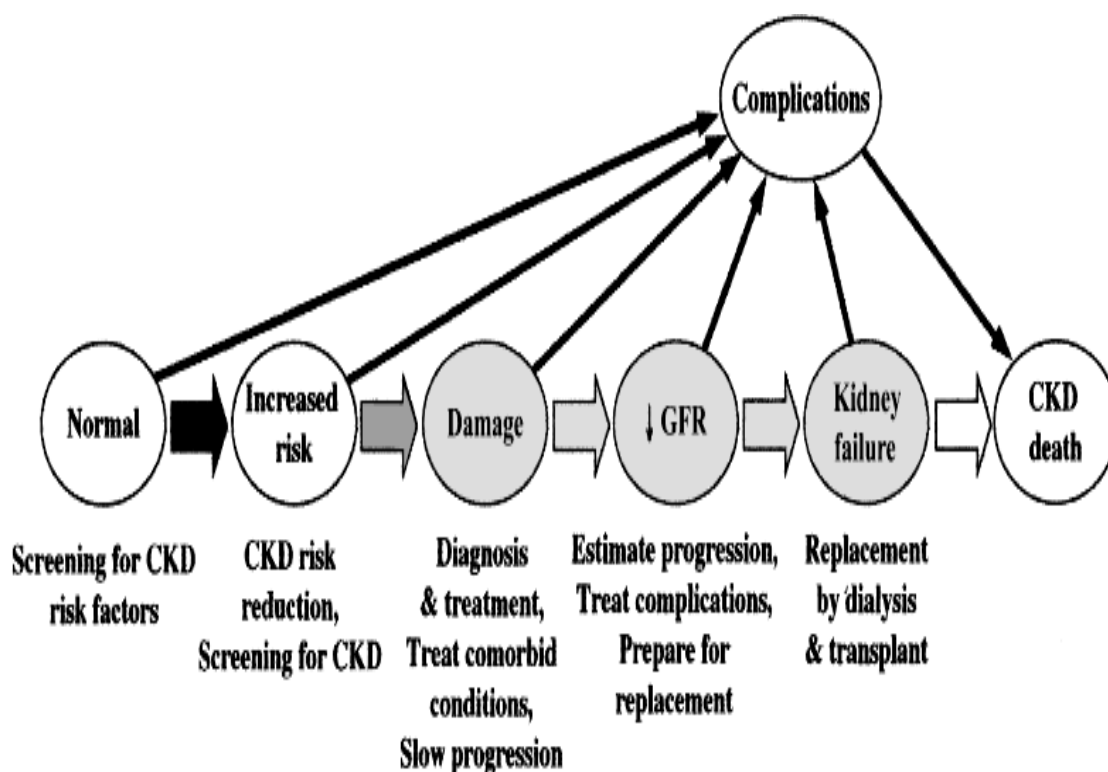 Complications
Normal
Increased
risk
Damage
↓ GFR
Kidney
failure
CKD
death
Screening for CKD
risk factors
CKD risk
reduction,
Screening for CKD
Diagnosis
& treatment,
Treat comorbid
conditions,
Slow progression
Estimate progression,
Treat complications,
Prepare for
replacement
Replacement
by dialysis
& transplant